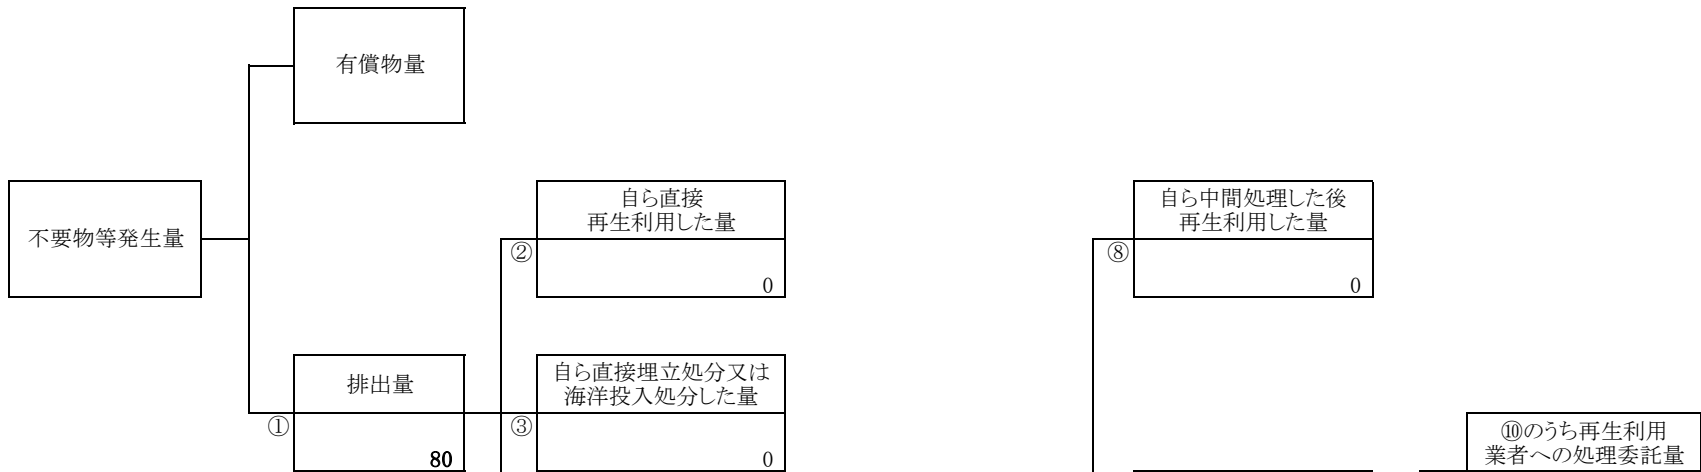 有償物量
不要物等発生量
自ら直接
再生利用した量
②
0
自ら中間処理した後
再生利用した量
⑧
0
排出量
①
80
自ら直接埋立処分又は
海洋投入処分した量
③
0
⑩のうち再生利用
業者への処理委託量